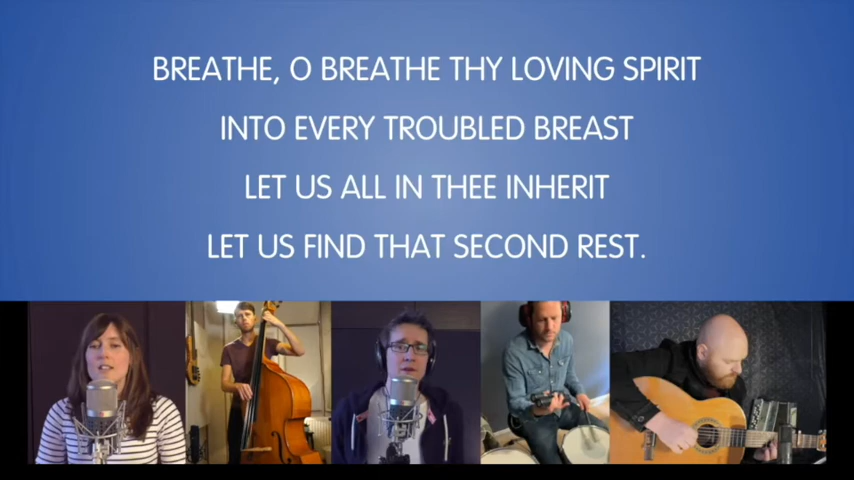 BREATHE, O BREATHE THY LOVING SPIRIT
INTO EVERY TROUBLED BREAST
LET US ALL IN THEE INHERIT
LET US FIND THAT SECOND REST.